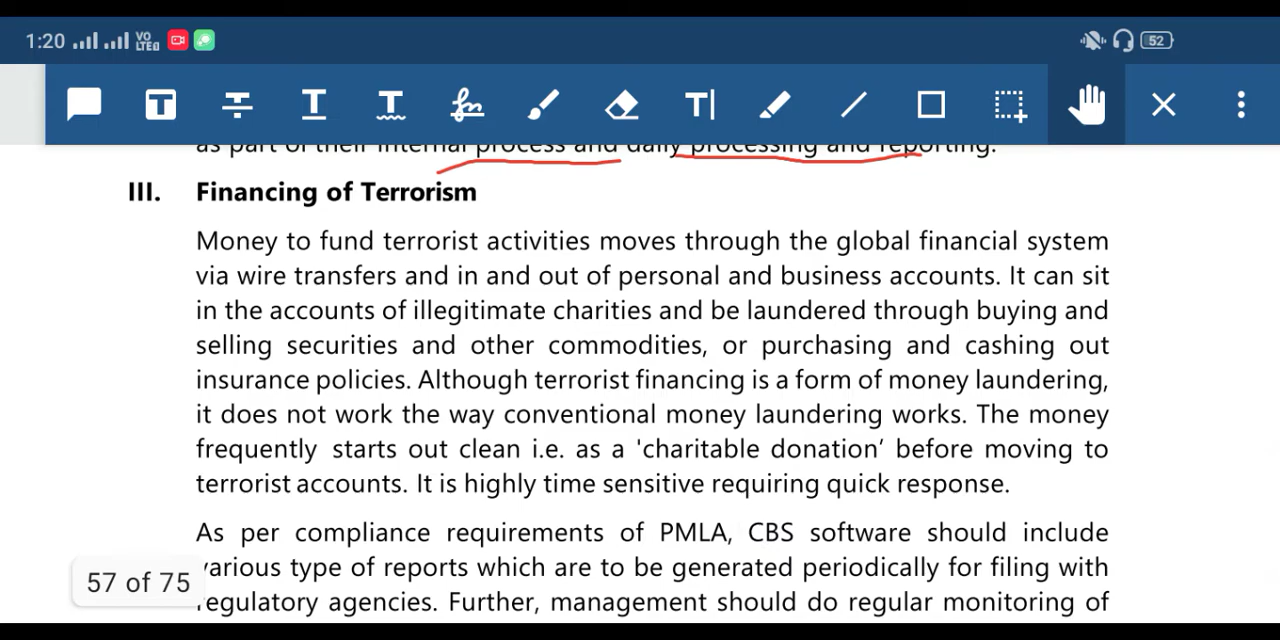 1:20 VO LTE 52
as part of their internal process and daily processing and reporting.
III. Financing of Terrorism
Money to fund terrorist activities moves through the global financial system
via wire transfers and in and out of personal and business accounts. It can sit
in the accounts of illegitimate charities and be laundered through buying and
selling securities and other commodities, or purchasing and cashing out
insurance policies. Although terrorist financing is a form of money laundering,
it does not work the way conventional money laundering works. The money
frequently starts out clean i.e. as a 'charitable donation’ before moving to
terrorist accounts. It is highly time sensitive requiring quick response.
As per compliance requirements of PMLA, CBS software should include
various type of reports which are to be generated periodically for filing with
regulatory agencies. Further, management should do regular monitoring of
57 of 75